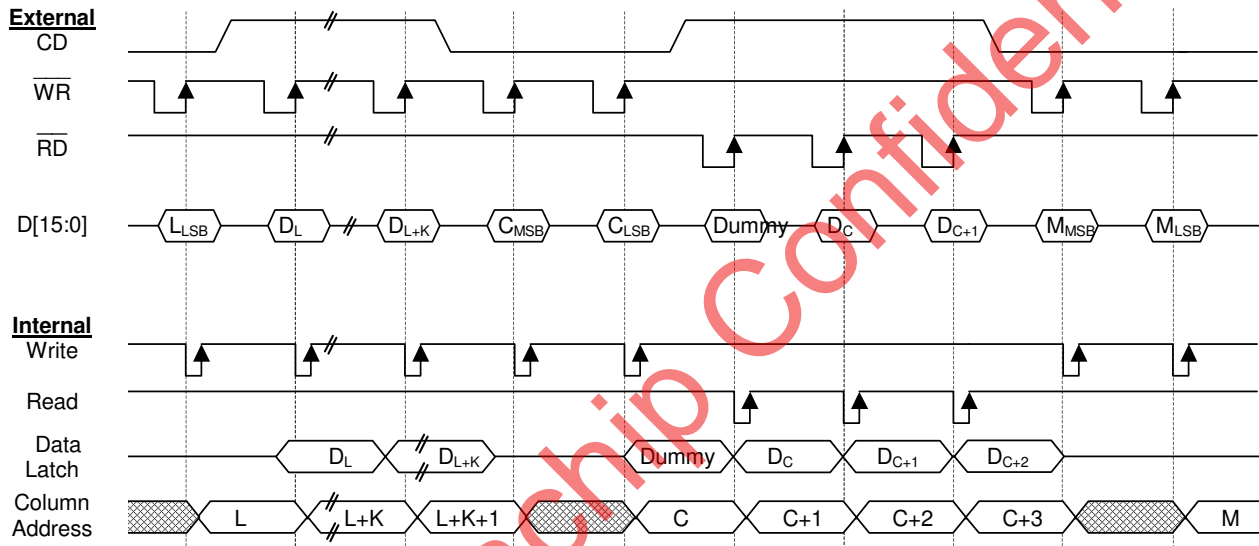 External
CD
WR
RD
D[15:0] LLSB DL DL+K CMSB CLSB Dummy DC DC+1 MMSB MLSB
Internal
Write
Read
Data Latch DL DL+K Dummy DC DC+1 DC+2
Column Address L L+K L+K+1 C C+1 C+2 C+3 M
echip Confiden